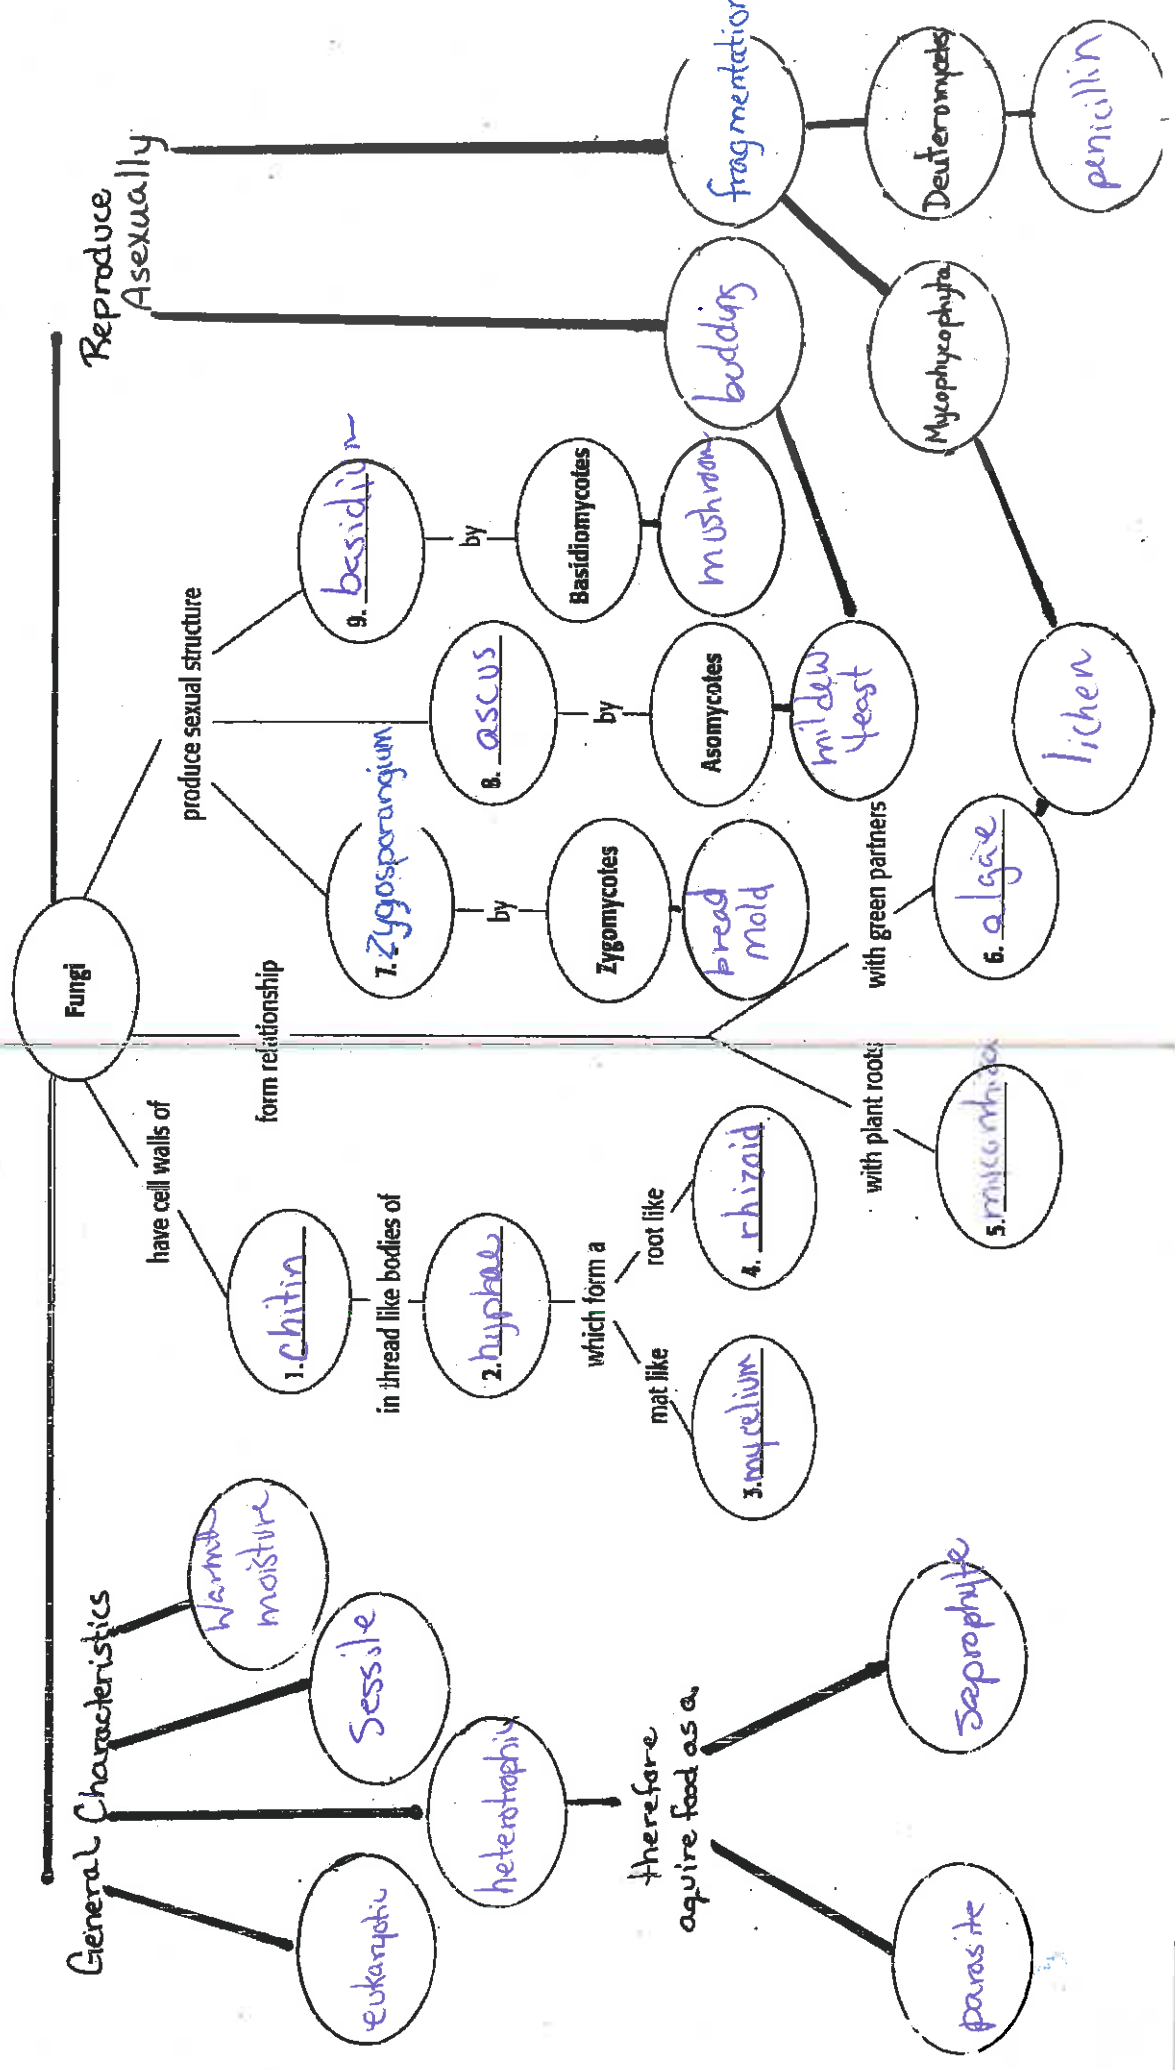 Fungi
General Characteristics
eukaryotic
heterotrophic
Sessile
Warmth
moisture
therefore
aquire food as a
parasite
saprophyte
have cell walls of
1. chitin
in thread like bodies of
2. hyphae
which form a
mat like
root like
3. mycelium
4. rhizoid
form relationship
with plant roots
with green partners
5. mycorrhiza
6. algae
produce sexual structure
7. Zygosporangium
by
Zygomycotes
bread
mold
8. ascus
by
Asomycotes
mildew
yeast
9. basidium
by
Basidiomycotes
mushroom
Reproduce
Asexually
budding
fragmentation
Mycophycophyta
Deuteromycetes
lichen
penicillin